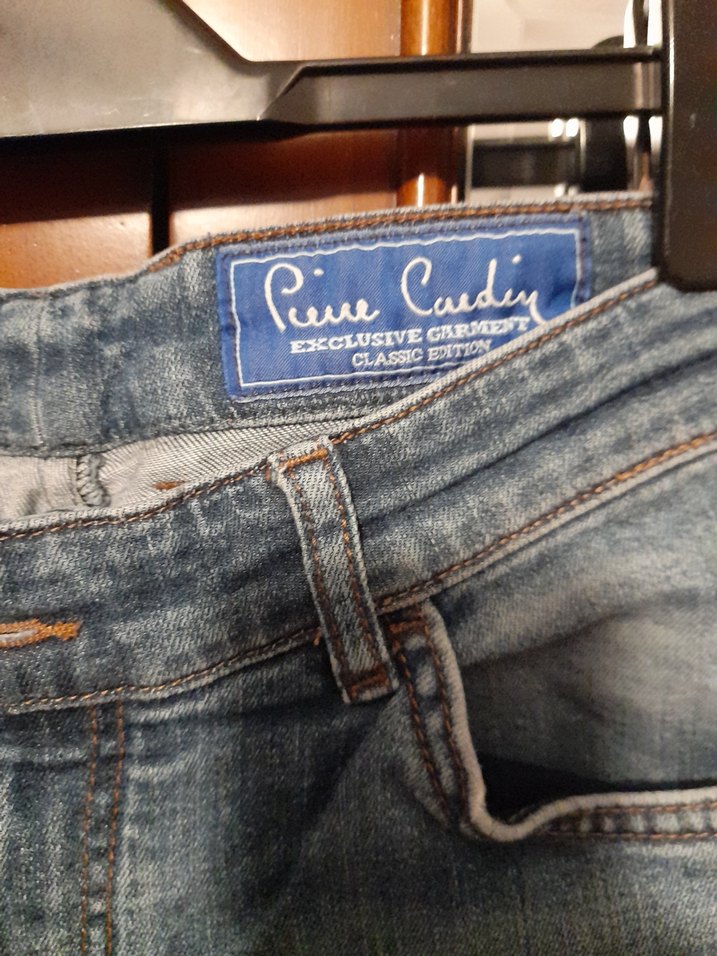 Pierre Cardin
EXCLUSIVE GARMENT
CLASSIC EDITION